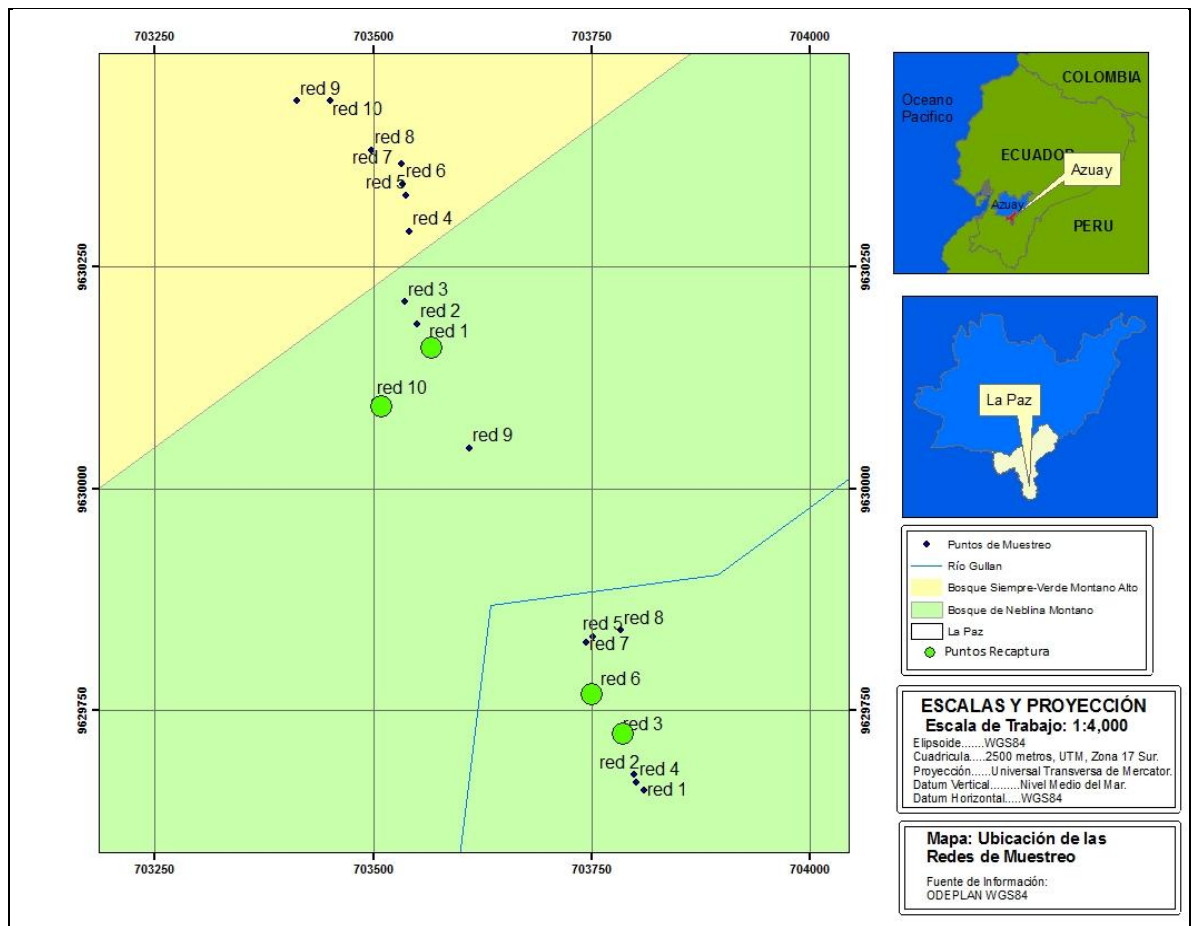 703250 703500 703750 704000
red 9
red 10
red 8
red 7
red 6
red 5
red 4
9630250 9630250
red 3
red 2
red 1
red 10
red 9
9630000 9630000
red 5 red 8
red 7
red 6
9629750 9629750
red 3
red 2 red 4
red 1
703250 703500 703750 704000
COLOMBIA
Oceano
Pacifico
ECUADOR
Azuay
Azuay
PERU
La Paz
Puntos de Muestreo
Río Gullan
Bosque Siempre-Verde Montano Alto
Bosque de Neblina Montano
La Paz
Puntos Recaptura
ESCALAS Y PROYECCIÓN
Escala de Trabajo: 1:4,000
Elipsoide.......WGS84
Cuadricula.....2500 metros, UTM, Zona 17 Sur.
Proyección......Universal Transversa de Mercator.
Datum Vertical.........Nivel Medio del Mar.
Datum Horizontal.....WGS84
Mapa: Ubicación de las
Redes de Muestreo
Fuente de Información:
ODEPLAN WGS84